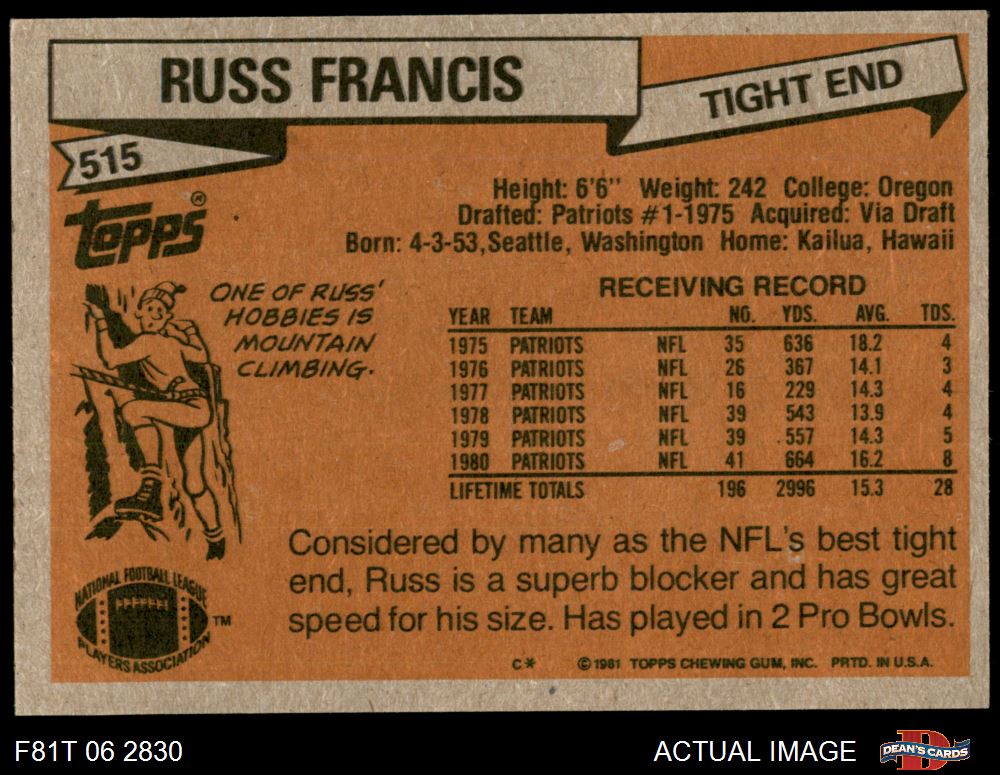 RUSS FRANCIS
TIGHT END
515
TOPPS®
Height: 6'6" Weight: 242 College: Oregon
Drafted: Patriots #1-1975 Acquired: Via Draft
Born: 4-3-53, Seattle, Washington Home: Kailua, Hawaii
ONE OF RUSS'
HOBBIES IS
MOUNTAIN
CLIMBING.
RECEIVING RECORD
YEAR TEAM NO. YDS. AVG. TDS.
1975 PATRIOTS NFL 35 636 18.2 4
1976 PATRIOTS NFL 26 367 14.1 3
1977 PATRIOTS NFL 16 229 14.3 4
1978 PATRIOTS NFL 39 543 13.9 4
1979 PATRIOTS NFL 39 557 14.3 5
1980 PATRIOTS NFL 41 664 16.2 8
LIFETIME TOTALS 196 2996 15.3 28
Considered by many as the NFL's best tight
end, Russ is a superb blocker and has great
speed for his size. Has played in 2 Pro Bowls.
NATIONAL FOOTBALL LEAGUE
PLAYERS ASSOCIATION
TM
C* ©1981 TOPPS CHEWING GUM, INC. PRTD. IN U.S.A.
F81T 06 2830
ACTUAL IMAGE
D
DEAN'S CARDS